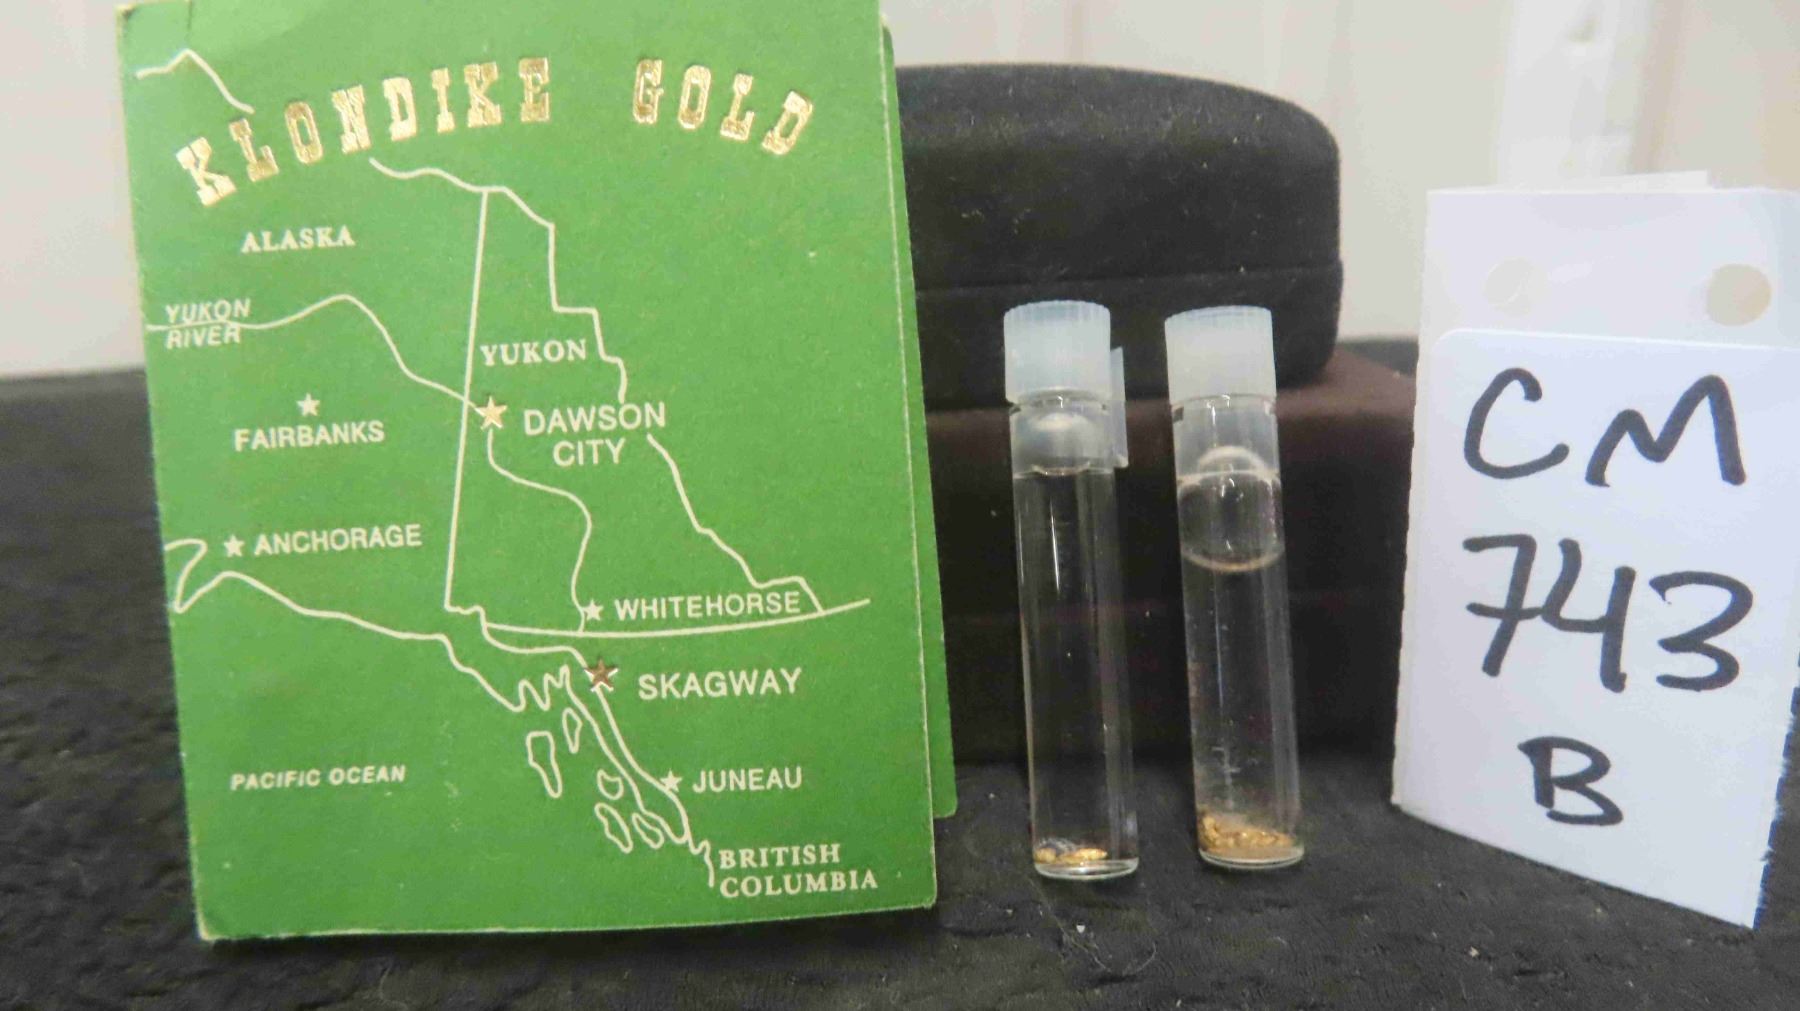 KLONDIKE GOLD
ALASKA
YUKON
RIVER
YUKON
DAWSON
CITY
FAIRBANKS
ANCHORAGE
WHITEHORSE
SKAGWAY
PACIFIC OCEAN
JUNEAU
BRITISH
COLUMBIA
CM
743
B